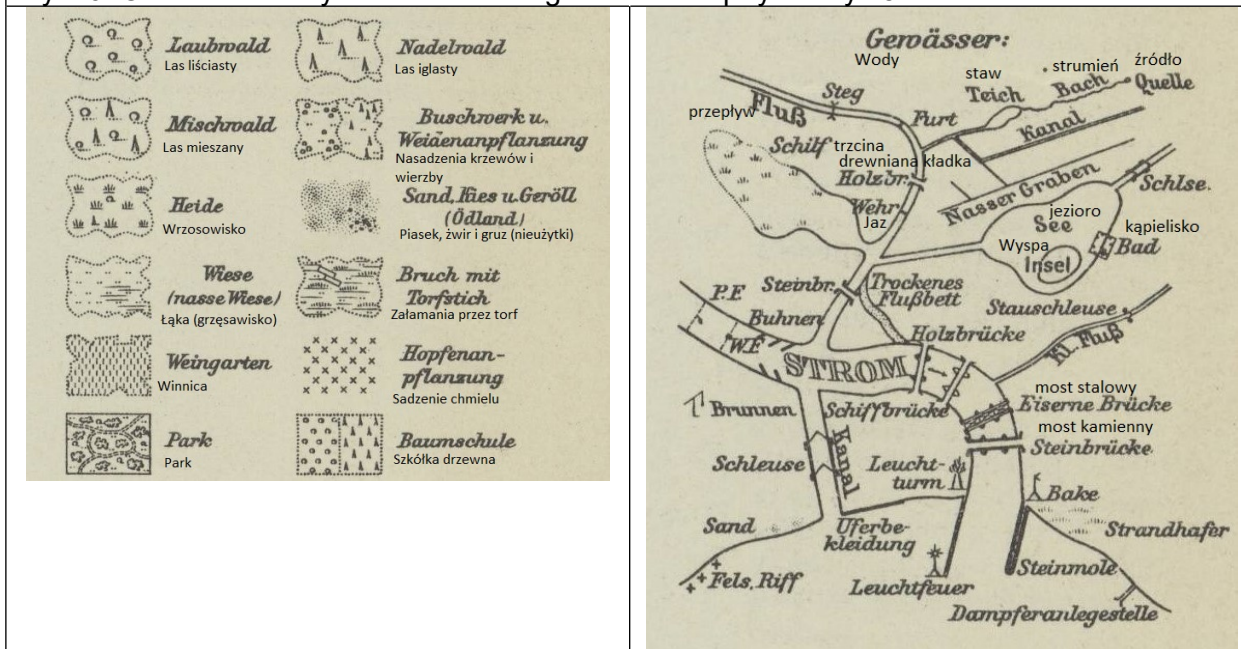 Laubwald
Las liściasty
Nadelwald
Las iglasty
Mischwald
Las mieszany
Buschwerk u.
Weidenanpflanzung
Nasadzenia krzewów i
wierzby
Heide
Wrzosowisko
Sand, Kies u. Geröll
(Ödland)
Piasek, żwir i gruz (nieużytki)
Wiese
(nasse Wiese)
Łąka (grzęsawisko)
Bruch mit
Torfstich
Załamania przez torf
Weingarten
Winnica
Hopfenan-
pflanzung
Sadzenie chmielu
Park
Park
Baumschule
Szkółka drzewna
Gewässer:
Wody
źródło
strumień
staw
Quelle
Bach
Teich
Steg
Fluß
przepływ
Furt
Kanal
Schilf trzcina
drewniana kładka
Holzbr.
Schlse.
Nasser Graben
Wehr
Jaz
jezioro
See
kąpielisko
Bad
Wyspa
Insel
Steinbr.
Trockenes
Flußbett
P.F.
Stauschleuse
Buhnen
Holzbrücke
W.F.
Kl. Fluß
STROM
most stalowy
Brunnen
Schiffbrücke
Eiserne Brücke
most kamienny
Steinbrücke
Kanal
Schleuse
Leucht-
turm
Bake
Sand
Uferbe-
kleidung
Strandhafer
Fels, Riff
Leuchtfeuer
Steinmole
Dampferanlegestelle